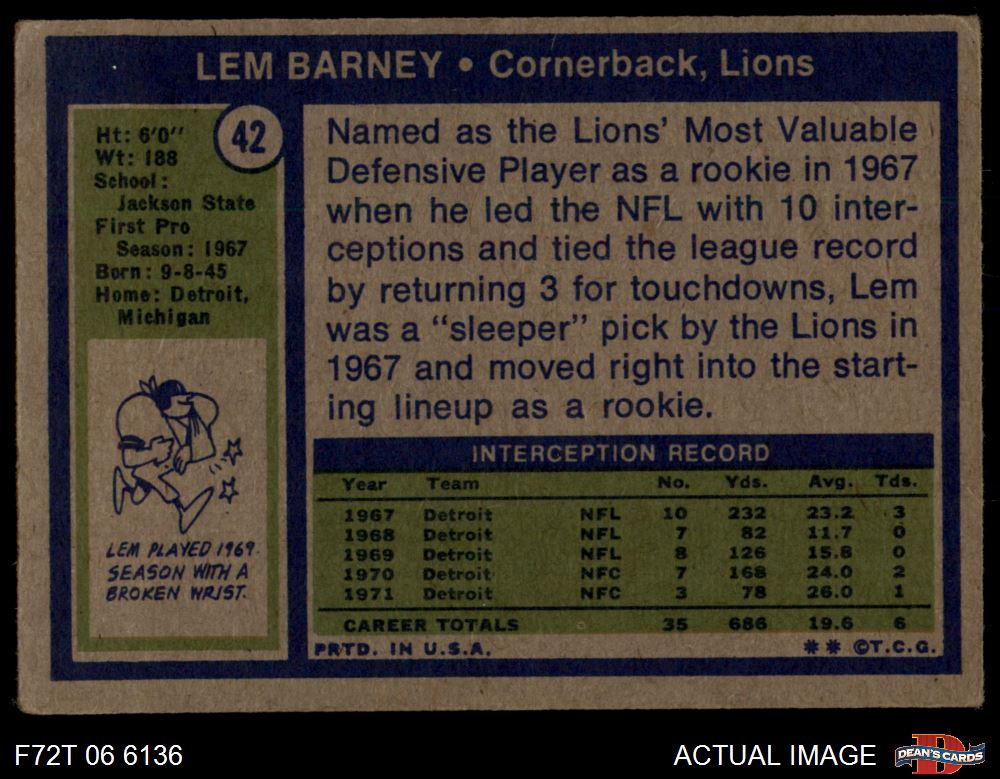 LEM BARNEY • Cornerback, Lions
42
Ht: 6'0''
Wt: 188
School:
Jackson State
First Pro
Season: 1967
Born: 9-8-45
Home: Detroit,
Michigan
LEM PLAYED 1969
SEASON WITH A
BROKEN WRIST.
Named as the Lions' Most Valuable
Defensive Player as a rookie in 1967
when he led the NFL with 10 inter-
ceptions and tied the league record
by returning 3 for touchdowns, Lem
was a “sleeper” pick by the Lions in
1967 and moved right into the start-
ing lineup as a rookie.
INTERCEPTION RECORD
Year Team No. Yds. Avg. Tds.
1967 Detroit NFL 10 232 23.2 3
1968 Detroit NFL 7 82 11.7 0
1969 Detroit NFL 8 126 15.8 0
1970 Detroit NFC 7 168 24.0 2
1971 Detroit NFC 3 78 26.0 1
CAREER TOTALS 35 686 19.6 6
PRTD. IN U.S.A. ** ©T.C.G.
F72T 06 6136 ACTUAL IMAGE
D
DEAN'S CARDS